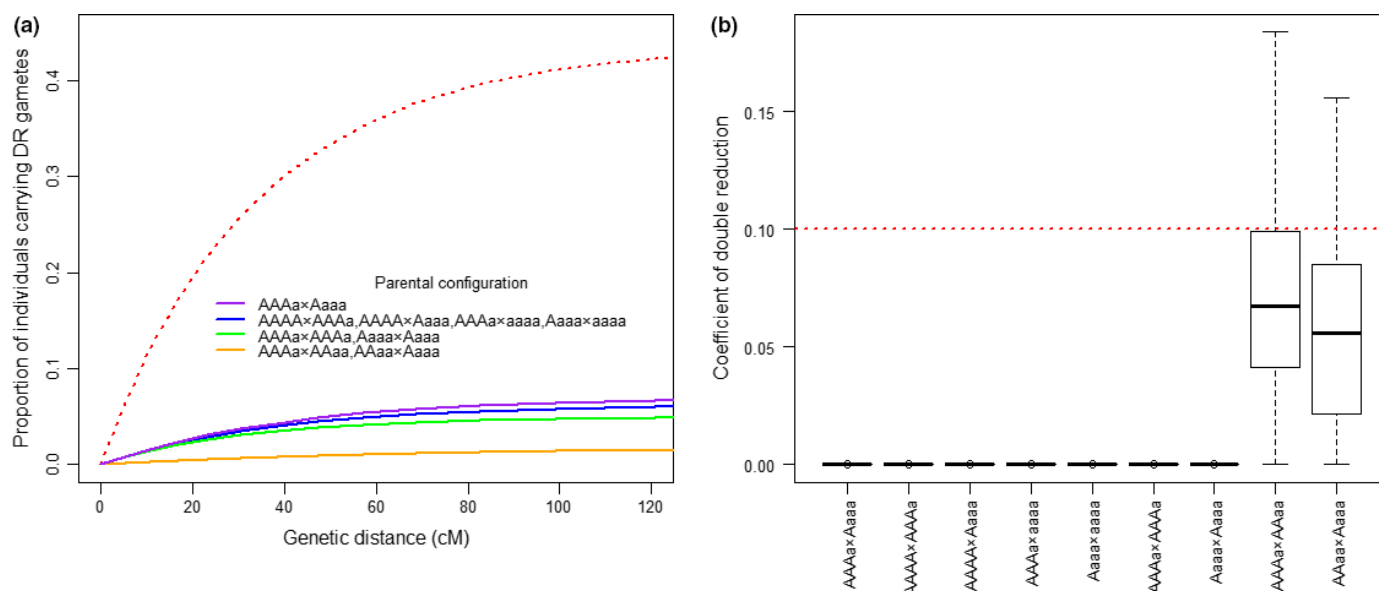 (a)
Proportion of individuals carrying DR gametes
0.4
0.3
0.2
0.1
0.0
Parental configuration
AAAa×Aaaa
AAAA×AAAa,AAAA×Aaaa,AAAa×aaaa,Aaaa×aaaa
AAAa×AAAa,Aaaa×Aaaa
AAAa×AAaa,AAaa×Aaaa
0 20 40 60 80 100 120
Genetic distance (cM)
(b)
Coefficient of double reduction
0.15
0.10
0.05
0.00
AAAa×Aaaa
AAAA×AAAa
AAAA×Aaaa
AAAa×aaaa
Aaaa×aaaa
AAAa×AAAa
Aaaa×Aaaa
AAAa×AAaa
AAaa×Aaaa